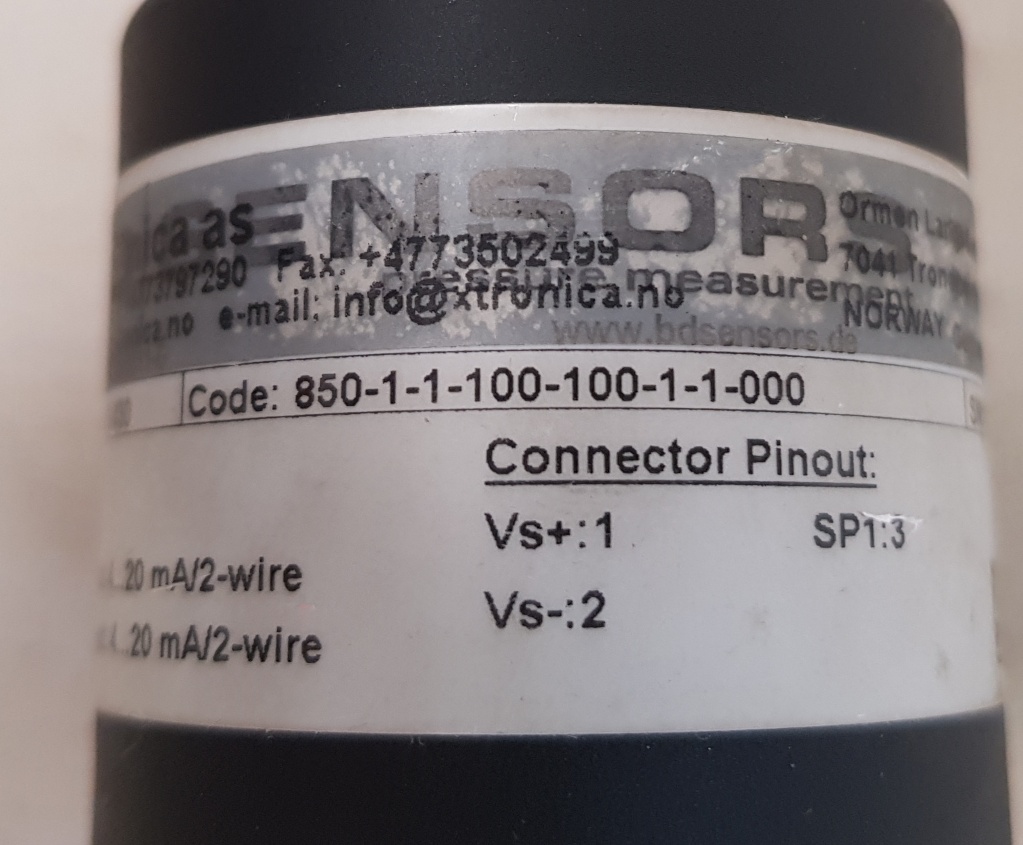 SENSORS
pressure measurement
www.bdsensors.de
ica as
Fax. +4773502499
e-mail: info@xtronica.no
Ormen
7041
NORWAY
Code: 850-1-1-100-100-1-1-000
Connector Pinout:
Vs+:1 SP1:3
Vs-:2
20 mA/2-wire
20 mA/2-wire